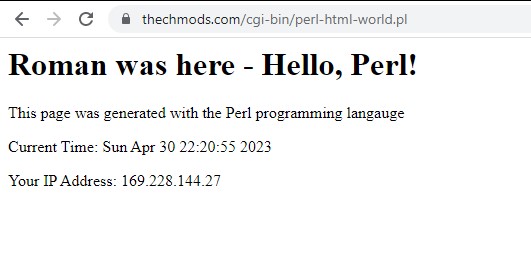 thechmods.com/cgi-bin/perl-html-world.pl
Roman was here - Hello, Perl!
This page was generated with the Perl programming langauge
Current Time: Sun Apr 30 22:20:55 2023
Your IP Address: 169.228.144.27